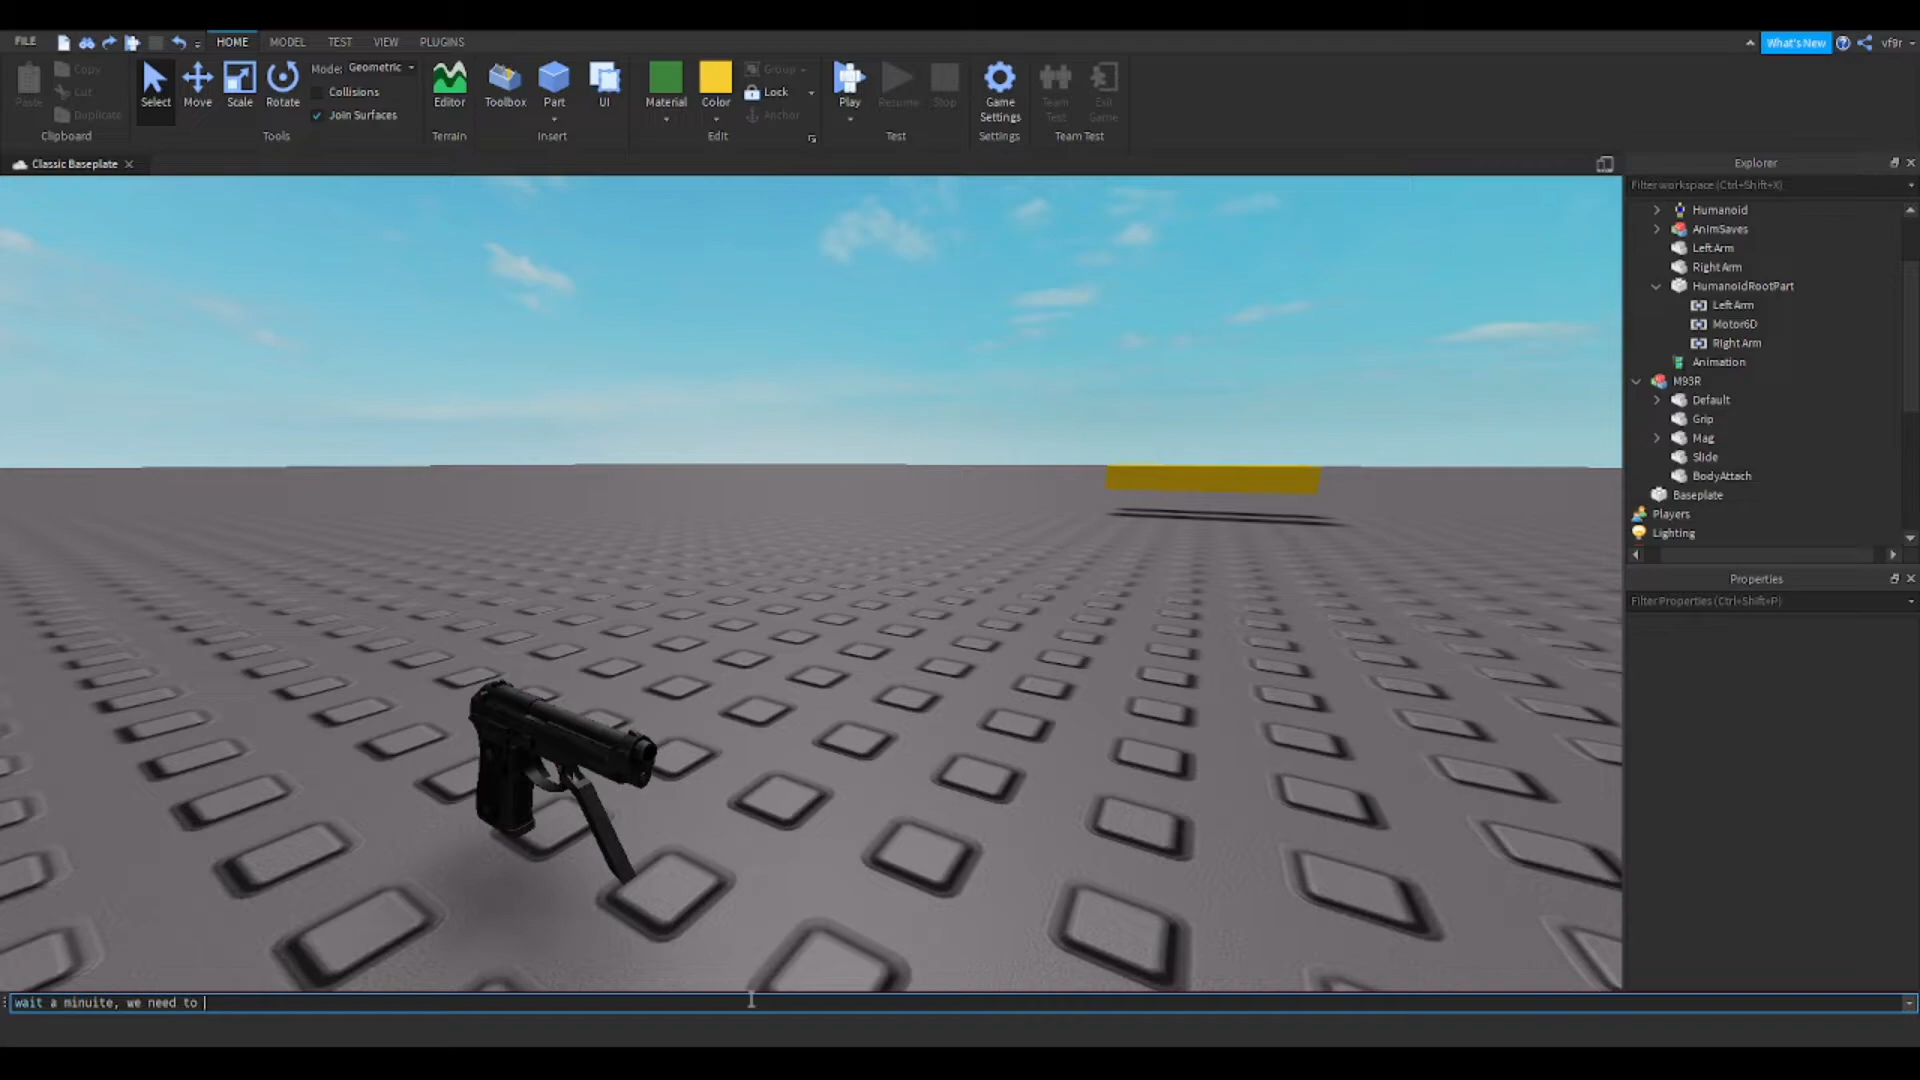 FILE HOME MODEL TEST VIEW PLUGINS What's New vf9r
Paste Copy Cut Duplicate Clipboard
Select Move Scale Rotate Mode: Geometric Collisions Join Surfaces Tools
Editor Terrain
Toolbox Part UI Insert
Material Color Group Lock Anchor Edit
Play Resume Stop Test
Game Settings Settings
Team Test Exit Game Team Test
Classic Baseplate
Explorer
Filter workspace (Ctrl+Shift+X)
Humanoid
AnimSaves
Left Arm
Right Arm
HumanoidRootPart
Left Arm
Motor6D
Right Arm
Animation
M93R
Default
Grip
Mag
Slide
BodyAttach
Baseplate
Players
Lighting
Properties
Filter Properties (Ctrl+Shift+P)
wait a minuite, we need to